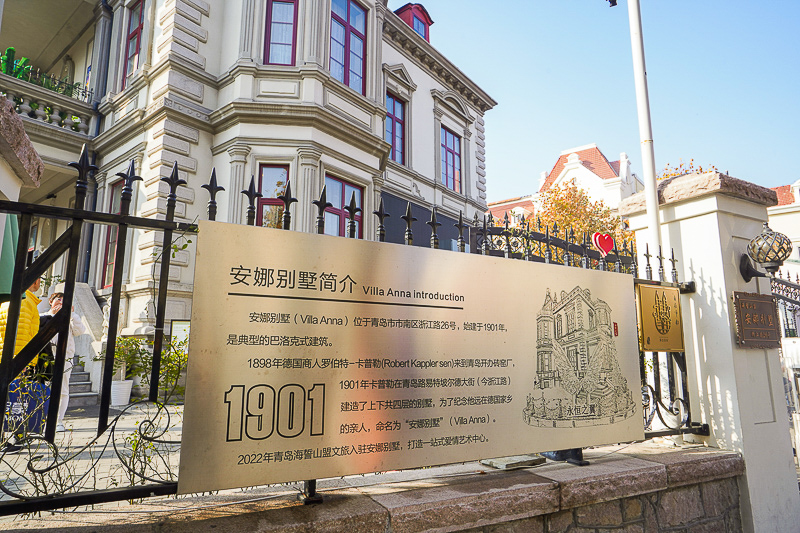 安娜别墅简介 Villa Anna introduction
安娜别墅（Villa Anna）位于青岛市市南区浙江路26号，始建于1901年，
是典型的巴洛克式建筑。
1898年德国商人罗伯特-卡普勒(Robert Kappler sen)来到青岛开办砖窑厂，
1901年卡普勒在青岛路易特坡尔德大街（今浙江路）
建造了上下共四层的别墅，为了纪念他远在德国家乡
的亲人，命名为“安娜别墅”（Villa Anna）。
1901
2022年青岛海誓山盟文旅入驻安娜别墅，打造一站式爱情艺术中心。
永恒之翼
安娜别墅